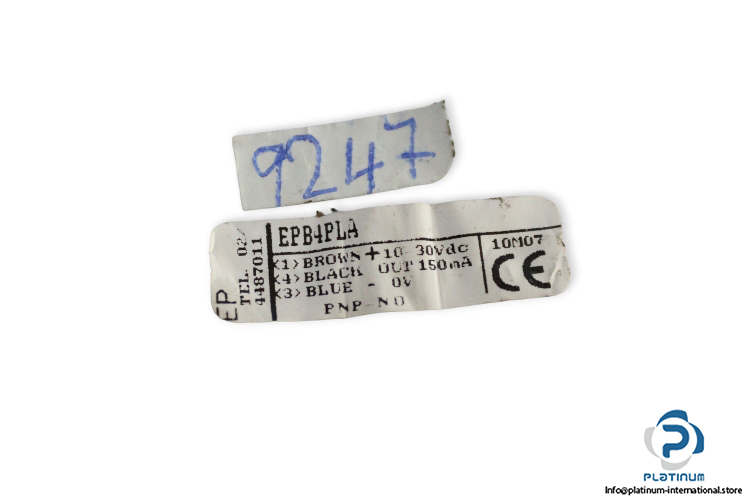 9247
EP
TEL. 02/
4487011
EPB4PLA
<1> BROWN + 10-30Vdc
<4> BLACK OUT 150mA
<3> BLUE - 0V
PNP-NO
10M07
CE
P
PLATINUM
Info@platinum-international.store